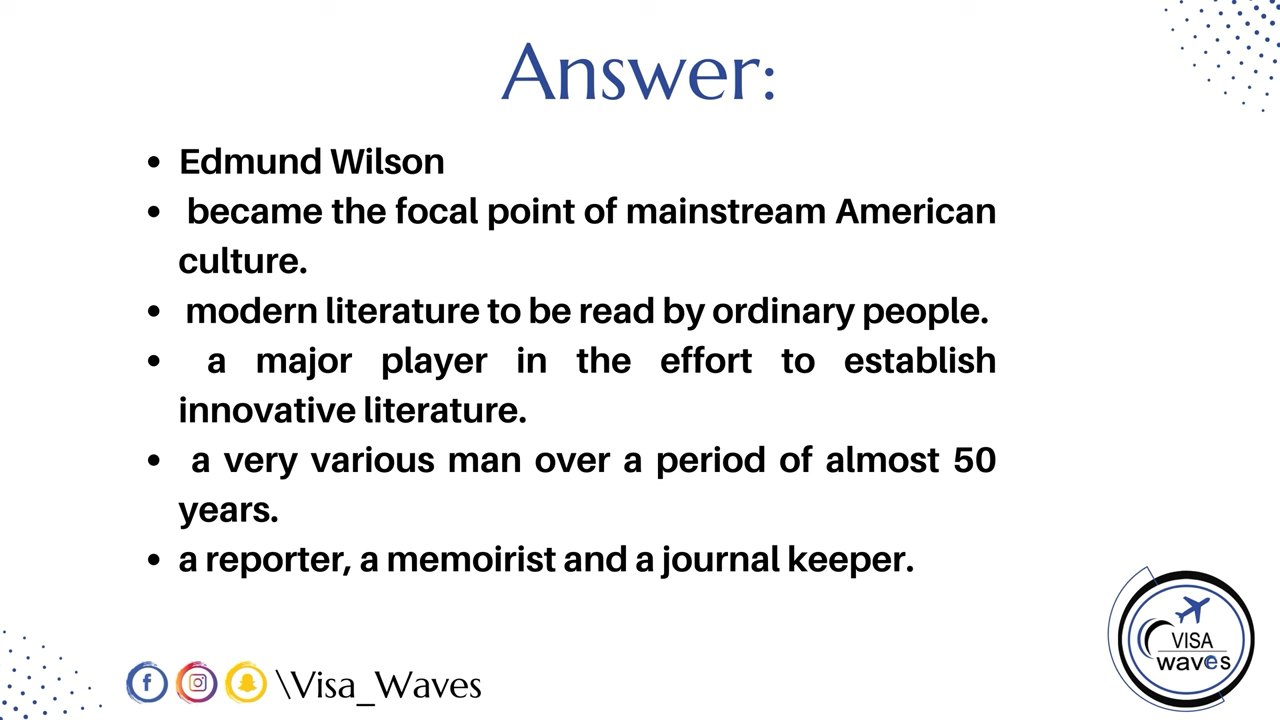 Answer:
• Edmund Wilson
• became the focal point of mainstream American
culture.
• modern literature to be read by ordinary people.
• a major player in the effort to establish
innovative literature.
• a very various man over a period of almost 50
years.
• a reporter, a memoirist and a journal keeper.
VISA
waves
\Visa_Waves